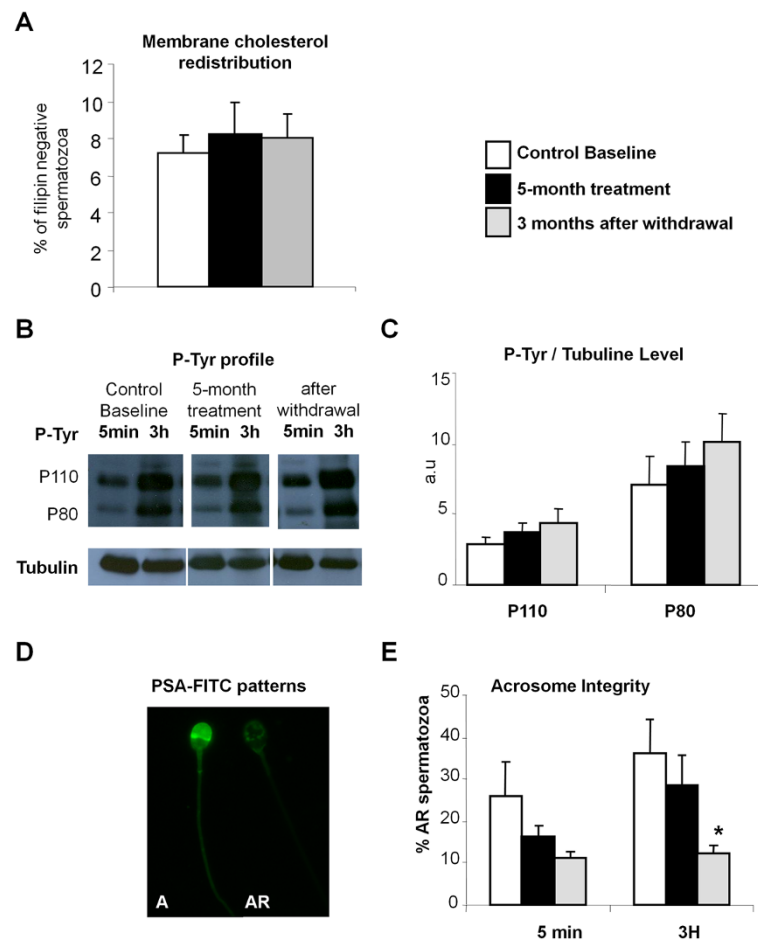 A
Membrane cholesterol
redistribution
% of filipin negative
spermatozoa
12
10
8
6
4
2
0
Control Baseline
5-month treatment
3 months after withdrawal
B
P-Tyr profile
Control
Baseline
5-month
treatment
after
withdrawal
P-Tyr 5min 3h 5min 3h 5min 3h
P110
P80
Tubulin
C
P-Tyr / Tubuline Level
a.u
15
10
5
0
P110 P80
D
PSA-FITC patterns
A AR
E
Acrosome Integrity
% AR spermatozoa
50
40
30
20
10
0
*
5 min 3H